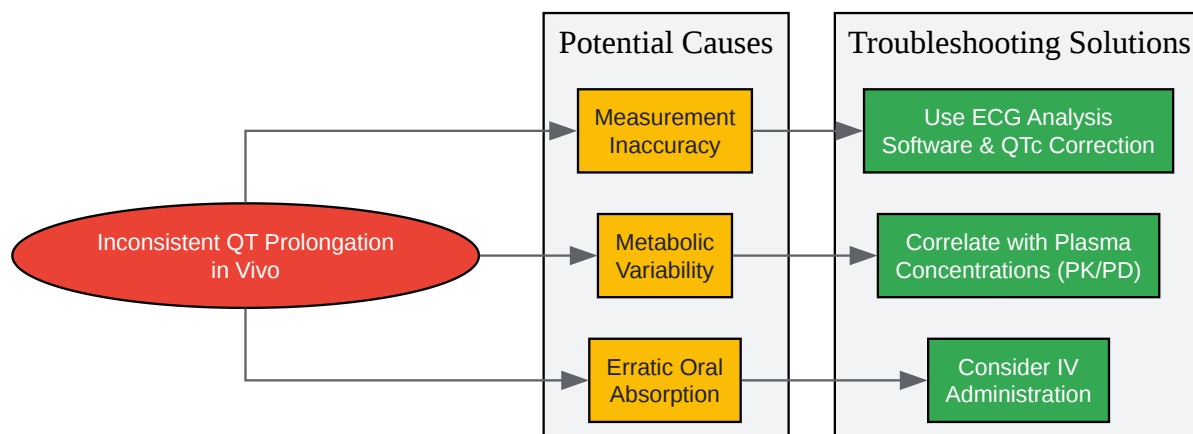 Potential Causes
Troubleshooting Solutions
Measurement
Inaccuracy
Use ECG Analysis
Software & QTc Correction
Inconsistent QT Prolongation
in Vivo
Metabolic
Variability
Correlate with Plasma
Concentrations (PK/PD)
Erratic Oral
Absorption
Consider IV
Administration